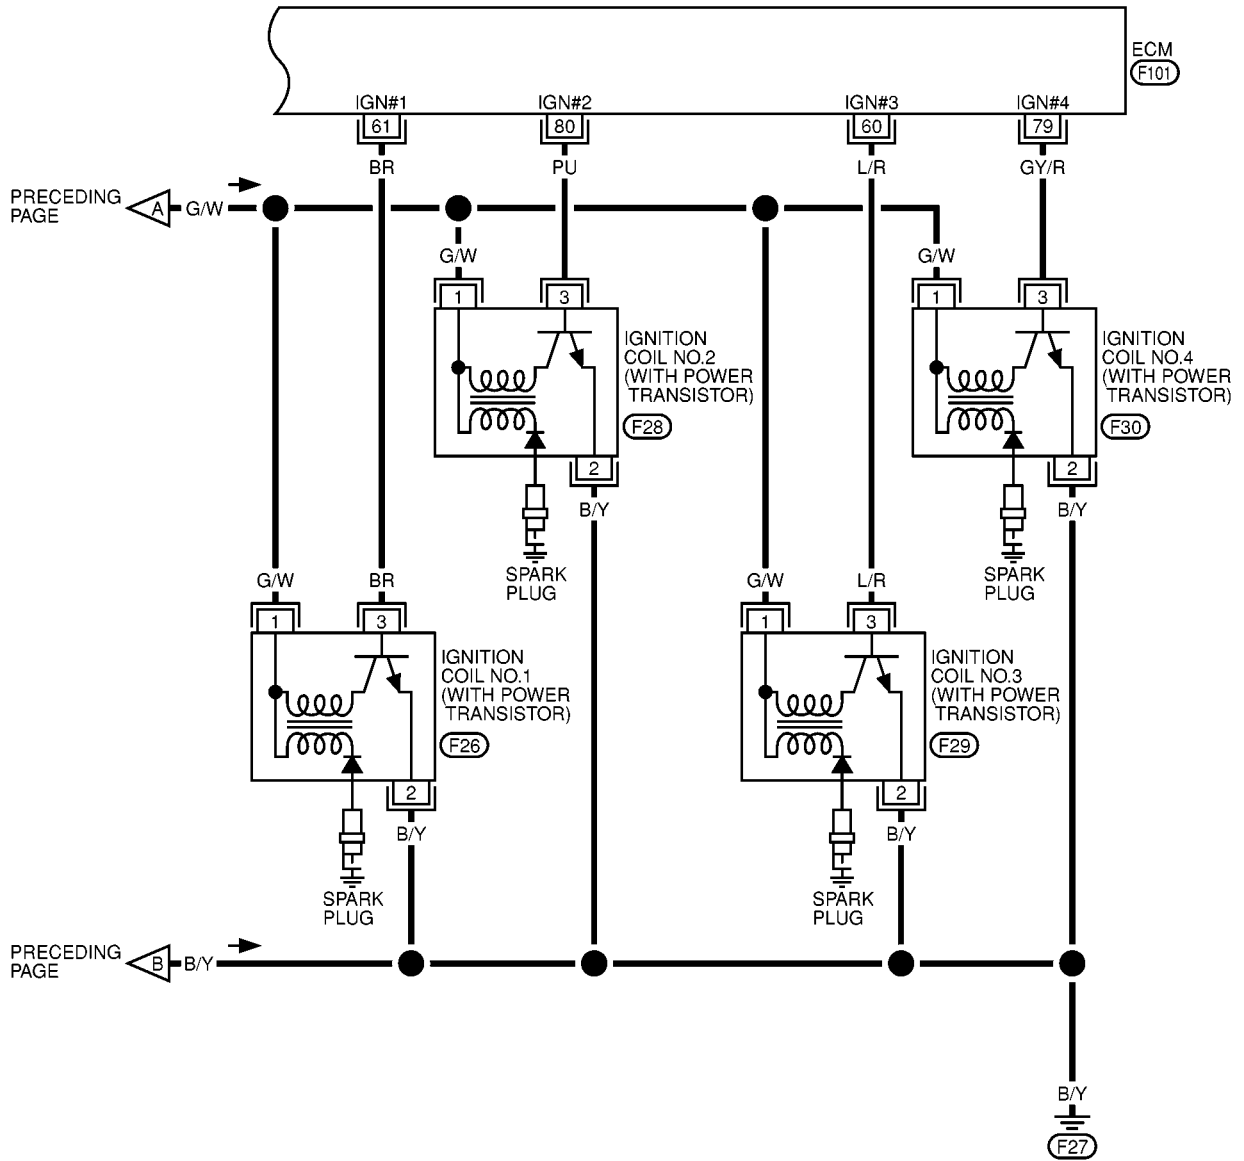 ECM
F101
IGN#1
IGN#2
IGN#3
IGN#4
61
80
60
79
BR
PU
L/R
GY/R
PRECEDING
PAGE
A
G/W
G/W
G/W
1
3
1
3
IGNITION
COIL NO.2
(WITH POWER
TRANSISTOR)
F28
IGNITION
COIL NO.4
(WITH POWER
TRANSISTOR)
F30
2
2
B/Y
B/Y
SPARK
PLUG
SPARK
PLUG
G/W
BR
G/W
L/R
1
3
1
3
IGNITION
COIL NO.1
(WITH POWER
TRANSISTOR)
F26
IGNITION
COIL NO.3
(WITH POWER
TRANSISTOR)
F29
2
2
B/Y
B/Y
SPARK
PLUG
SPARK
PLUG
PRECEDING
PAGE
B
B/Y
B/Y
F27